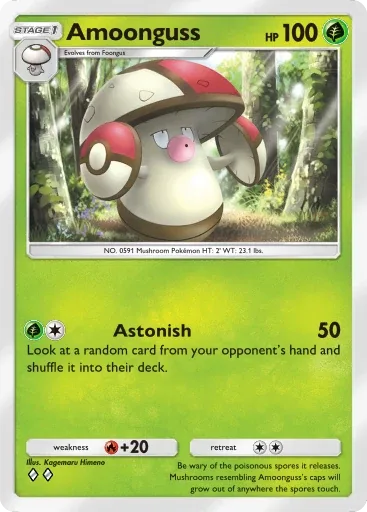 STAGE 1
Amoonguss
HP 100
Evolves from Foongus
NO. 0591 Mushroom Pokémon HT: 2' WT: 23.1 lbs.
Astonish 50
Look at a random card from your opponent's hand and
shuffle it into their deck.
weakness +20 retreat
Illus. Kagemaru Himeno
Be wary of the poisonous spores it releases.
Mushrooms resembling Amoonguss's caps will
grow out of anywhere the spores touch.